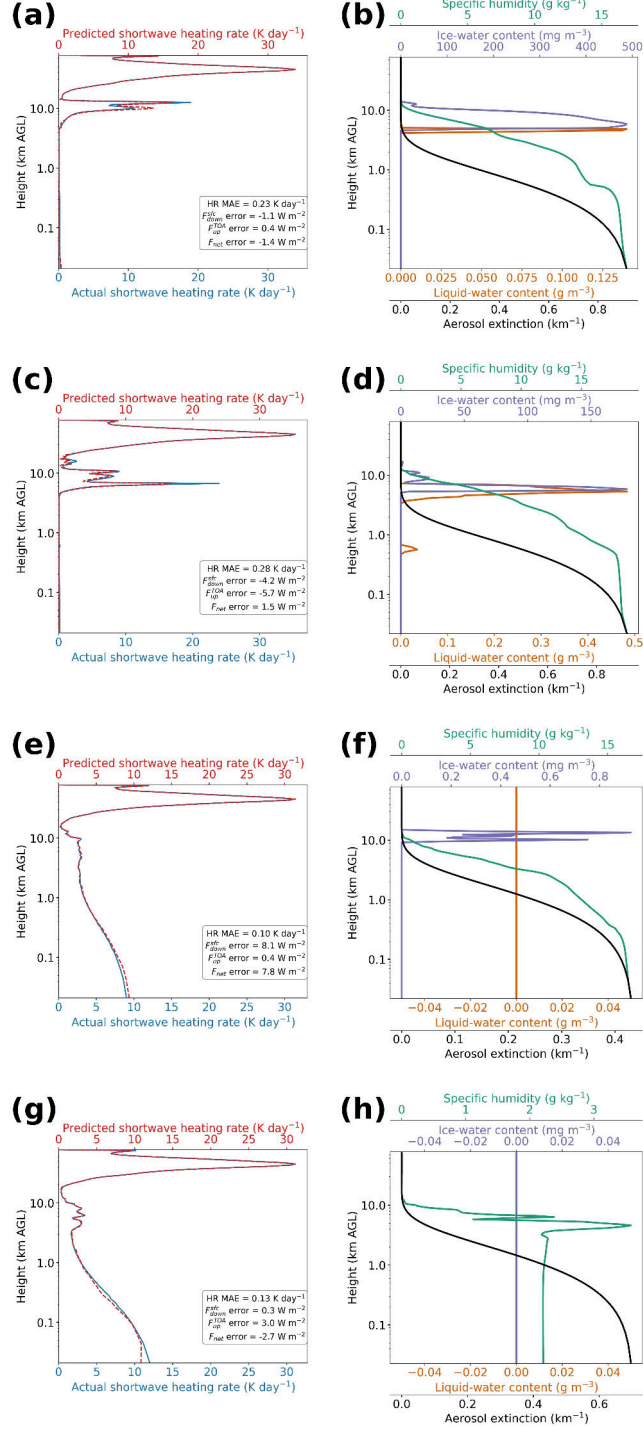 (a)
Predicted shortwave heating rate (K day⁻¹)
0 5 10 15 20 25 30
Height (km AGL)
10.0
1.0
0.1
HR MAE = 0.23 K day⁻¹
F_down^sfc error = -1.1 W m⁻²
F_up^TOA error = 0.4 W m⁻²
F_net error = -1.4 W m⁻²
0 5 10 15 20 25 30
Actual shortwave heating rate (K day⁻¹)
(b)
Specific humidity (g kg⁻¹)
0 5 10 15
Ice-water content (mg m⁻³)
0 100 200 300 400 500
Height (km AGL)
10.0
1.0
0.1
0.000 0.025 0.050 0.075 0.100 0.125
Liquid-water content (g m⁻³)
0.0 0.2 0.4 0.6 0.8
Aerosol extinction (km⁻¹)
(c)
Predicted shortwave heating rate (K day⁻¹)
0 10 20 30
Height (km AGL)
10.0
1.0
0.1
HR MAE = 0.28 K day⁻¹
F_down^sfc error = -4.2 W m⁻²
F_up^TOA error = -5.7 W m⁻²
F_net error = 1.5 W m⁻²
0 10 20 30
Actual shortwave heating rate (K day⁻¹)
(d)
Specific humidity (g kg⁻¹)
0 5 10 15
Ice-water content (mg m⁻³)
0 50 100 150
Height (km AGL)
10.0
1.0
0.1
0.0 0.1 0.2 0.3 0.4 0.5
Liquid-water content (g m⁻³)
0.0 0.2 0.4 0.6 0.8
Aerosol extinction (km⁻¹)
(e)
Predicted shortwave heating rate (K day⁻¹)
0 5 10 15 20 25 30
Height (km AGL)
10.0
1.0
0.1
HR MAE = 0.10 K day⁻¹
F_down^sfc error = 8.1 W m⁻²
F_up^TOA error = 0.4 W m⁻²
F_net error = 7.8 W m⁻²
0 5 10 15 20 25 30
Actual shortwave heating rate (K day⁻¹)
(f)
Specific humidity (g kg⁻¹)
0 5 10 15
Ice-water content (mg m⁻³)
0.0 0.2 0.4 0.6 0.8
Height (km AGL)
10.0
1.0
0.1
−0.04 −0.02 0.00 0.02 0.04
Liquid-water content (g m⁻³)
0.0 0.1 0.2 0.3 0.4
Aerosol extinction (km⁻¹)
(g)
Predicted shortwave heating rate (K day⁻¹)
0 5 10 15 20 25 30
Height (km AGL)
10.0
1.0
0.1
HR MAE = 0.13 K day⁻¹
F_down^sfc error = 0.3 W m⁻²
F_up^TOA error = 3.0 W m⁻²
F_net error = -2.7 W m⁻²
0 5 10 15 20 25 30
Actual shortwave heating rate (K day⁻¹)
(h)
Specific humidity (g kg⁻¹)
0 1 2 3
Ice-water content (mg m⁻³)
−0.04 −0.02 0.00 0.02 0.04
Height (km AGL)
10.0
1.0
0.1
−0.04 −0.02 0.00 0.02 0.04
Liquid-water content (g m⁻³)
0.0 0.2 0.4 0.6
Aerosol extinction (km⁻¹)